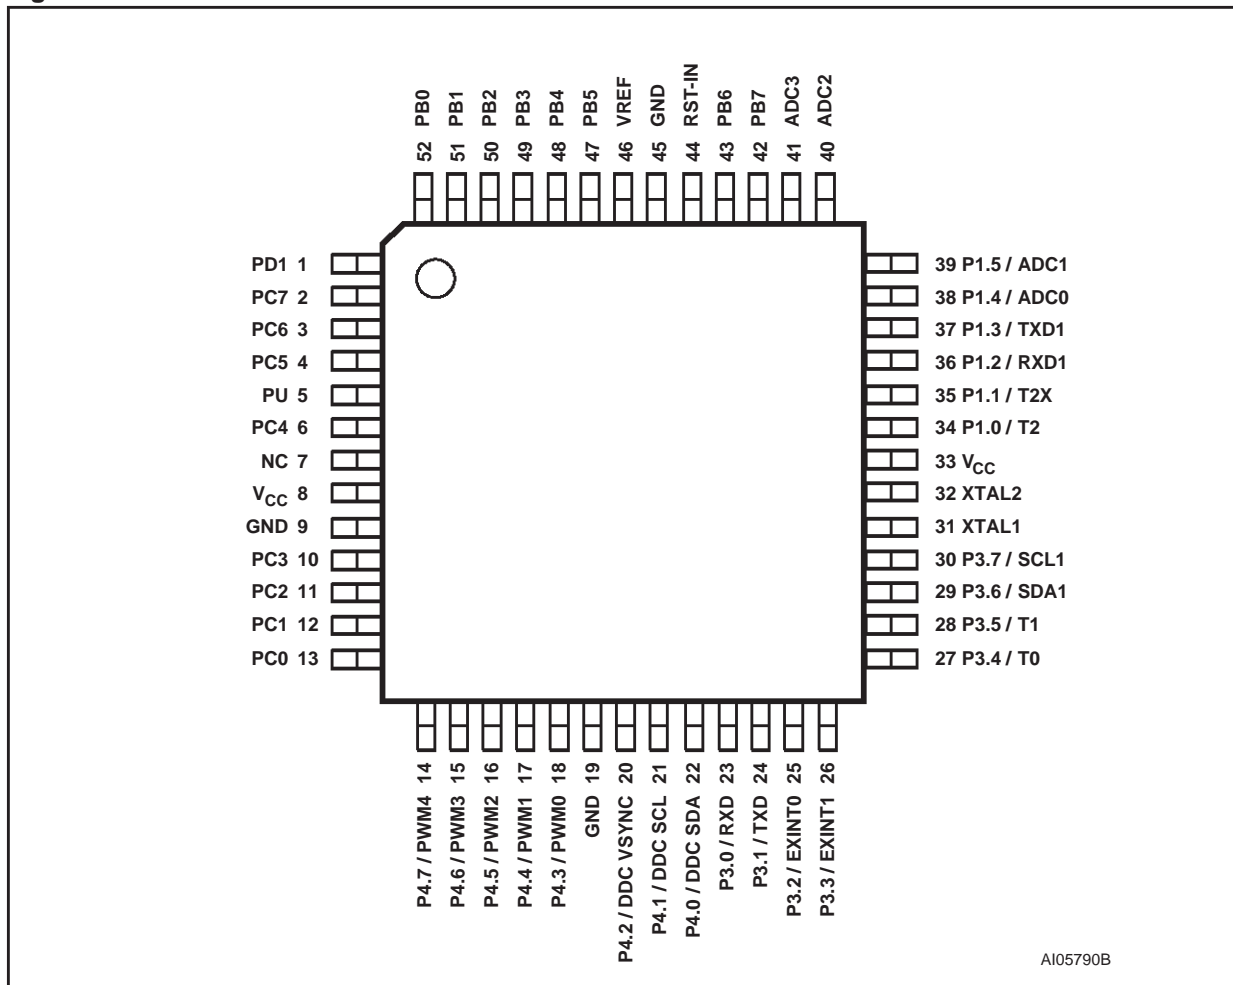 52 PB0
51 PB1
50 PB2
49 PB3
48 PB4
47 PB5
46 VREF
45 GND
44 RST-IN
43 PB6
42 PB7
41 ADC3
40 ADC2
PD1 1
PC7 2
PC6 3
PC5 4
PU 5
PC4 6
NC 7
VCC 8
GND 9
PC3 10
PC2 11
PC1 12
PC0 13
39 P1.5 / ADC1
38 P1.4 / ADC0
37 P1.3 / TXD1
36 P1.2 / RXD1
35 P1.1 / T2X
34 P1.0 / T2
33 VCC
32 XTAL2
31 XTAL1
30 P3.7 / SCL1
29 P3.6 / SDA1
28 P3.5 / T1
27 P3.4 / T0
P4.7 / PWM4 14
P4.6 / PWM3 15
P4.5 / PWM2 16
P4.4 / PWM1 17
P4.3 / PWM0 18
GND 19
P4.2 / DDC VSYNC 20
P4.1 / DDC SCL 21
P4.0 / DDC SDA 22
P3.0 / RXD 23
P3.1 / TXD 24
P3.2 / EXINT0 25
P3.3 / EXINT1 26
AI05790B